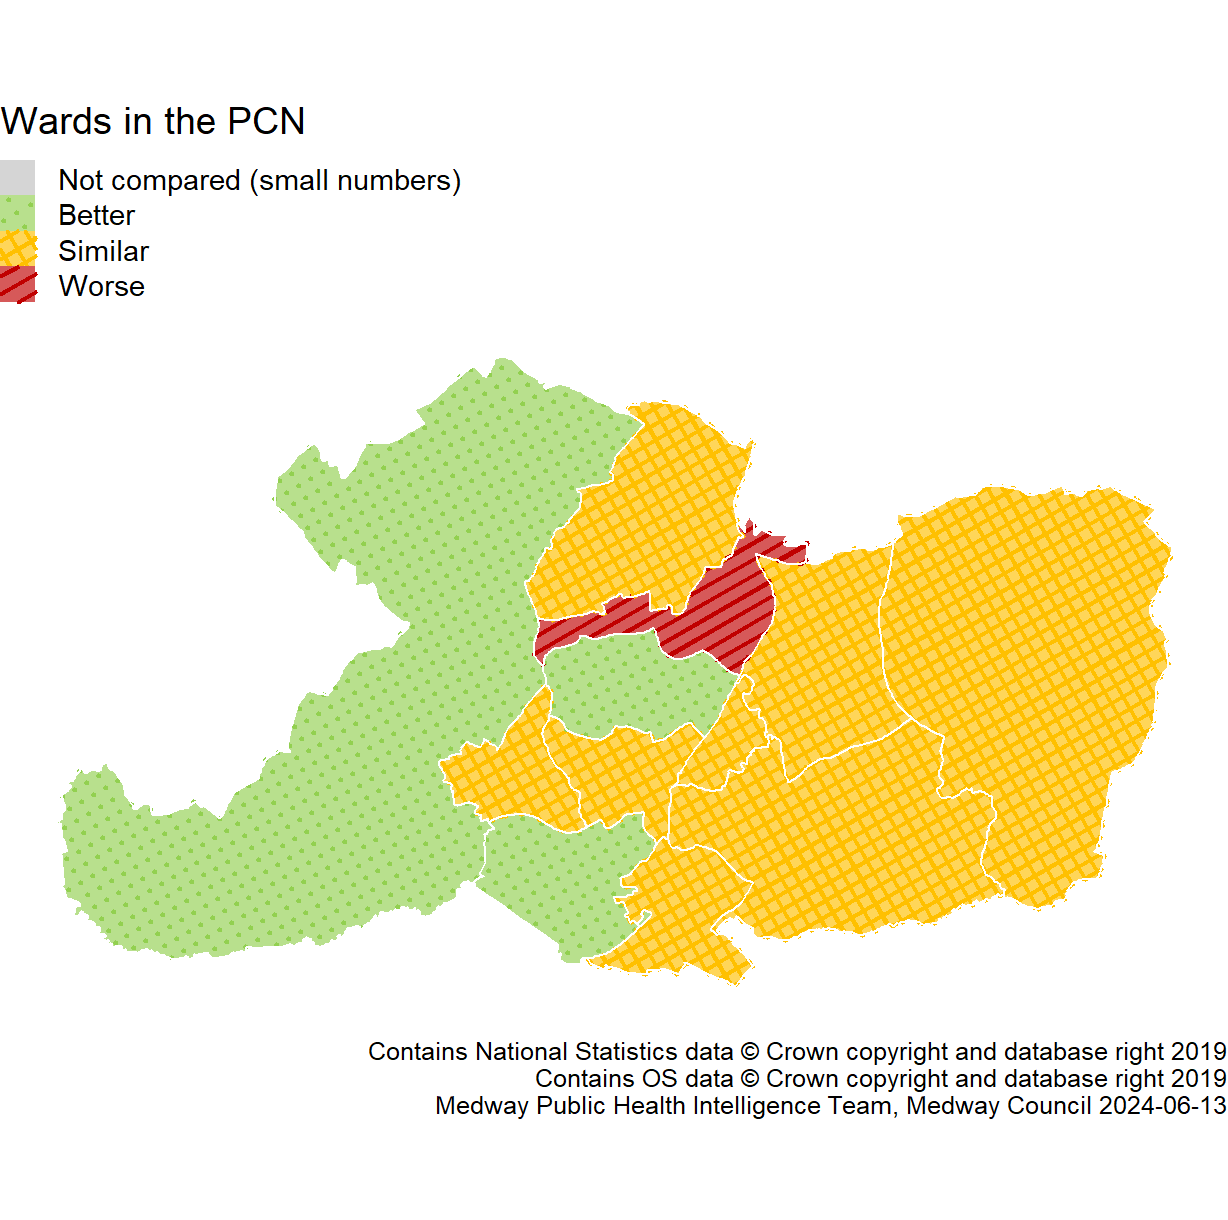 Wards in the PCN
Not compared (small numbers)
Better
Similar
Worse
Contains National Statistics data © Crown copyright and database right 2019
Contains OS data © Crown copyright and database right 2019
Medway Public Health Intelligence Team, Medway Council 2024-06-13